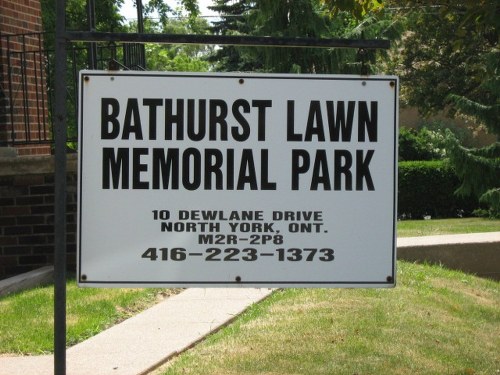 BATHURST LAWN
MEMORIAL PARK
10 DEWLANE DRIVE
NORTH YORK, ONT.
M2R-2P8
416-223-1373